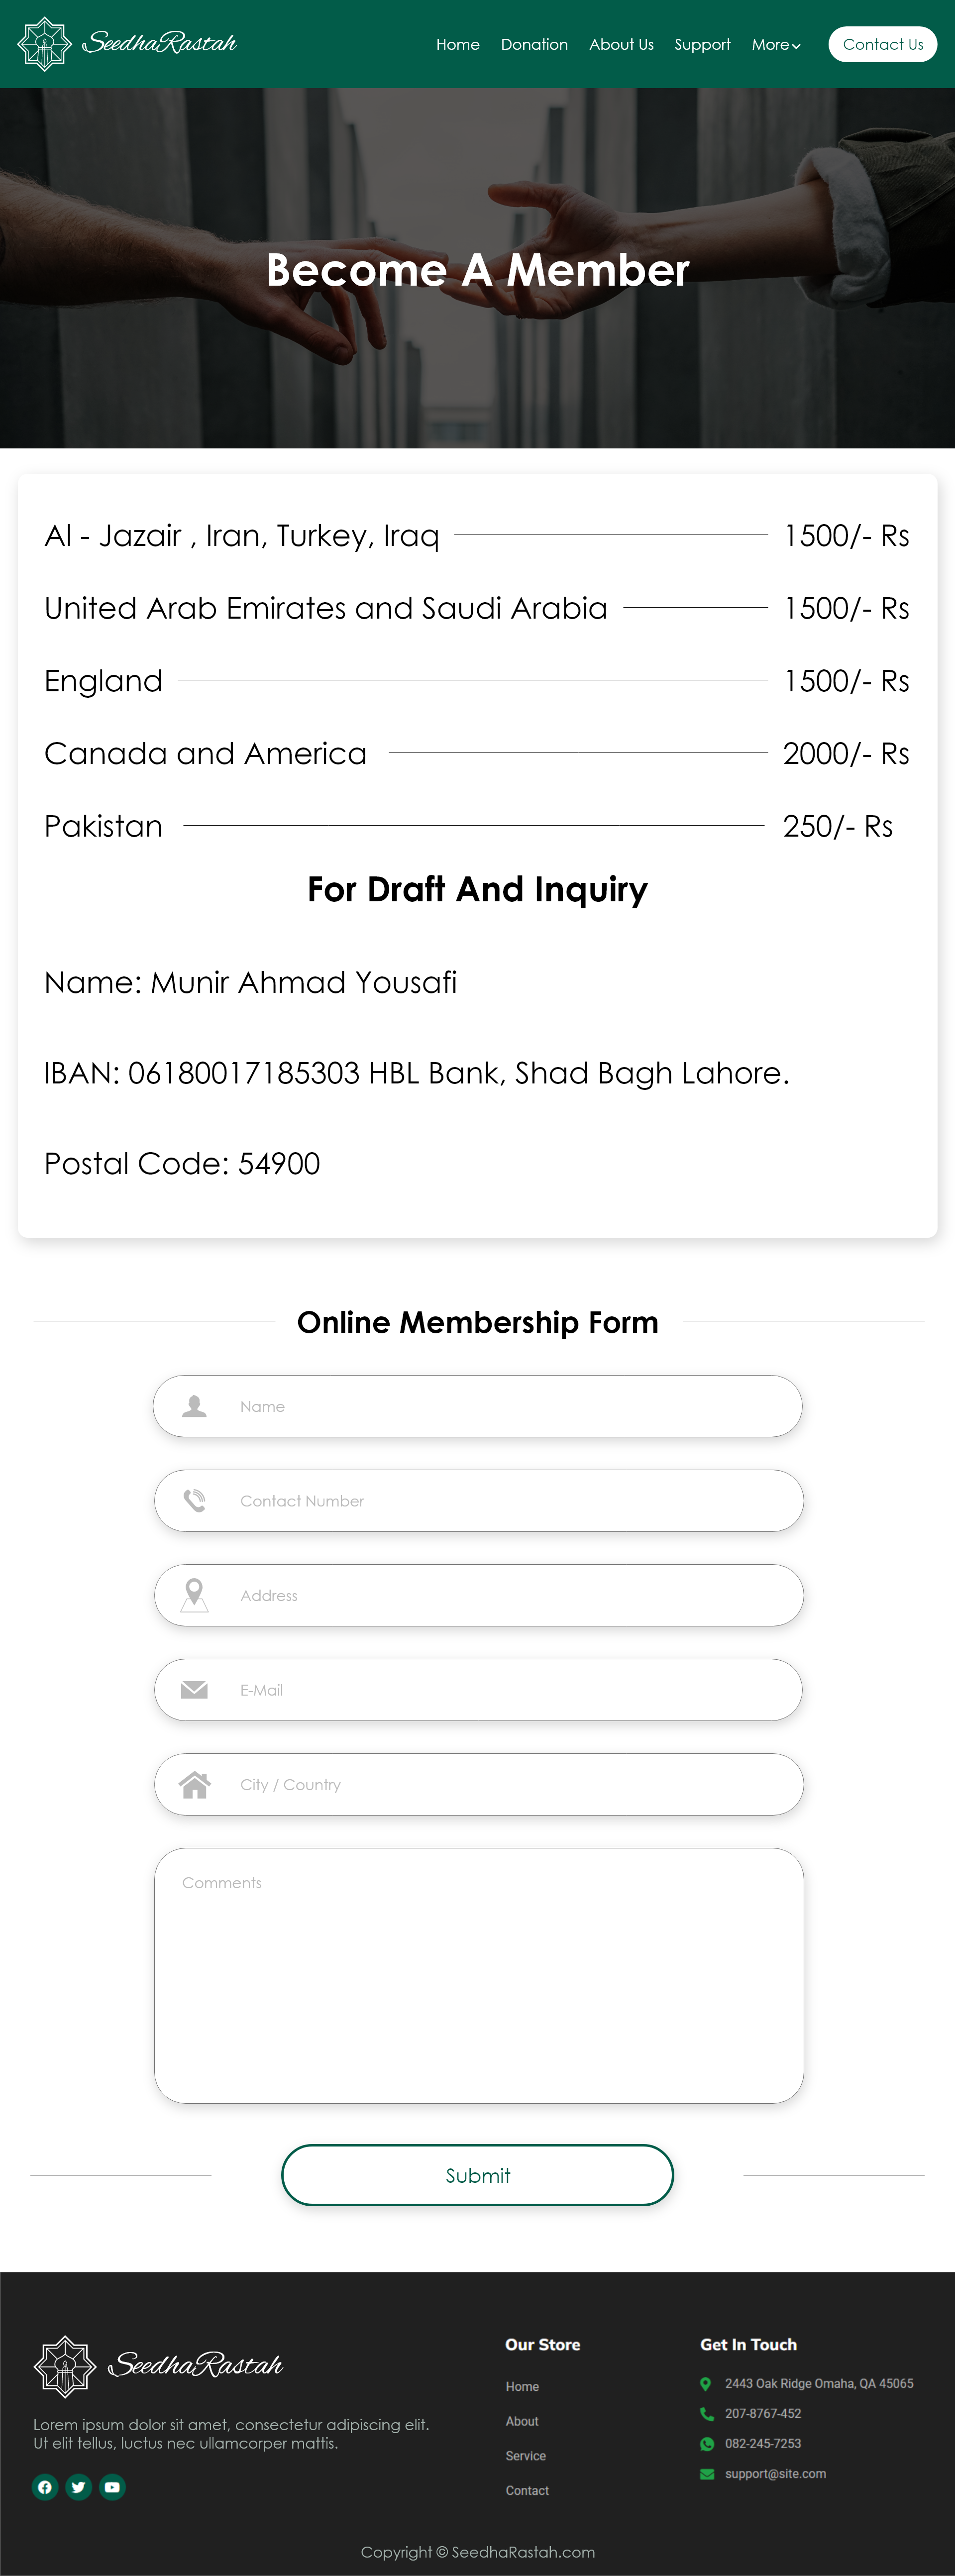 SeedhaRastah
Home Donation About Us Support More Contact Us
Become A Member
Al - Jazair , Iran, Turkey, Iraq 1500/- Rs
United Arab Emirates and Saudi Arabia 1500/- Rs
England 1500/- Rs
Canada and America 2000/- Rs
Pakistan 250/- Rs
For Draft And Inquiry
Name: Munir Ahmad Yousafi
IBAN: 06180017185303 HBL Bank, Shad Bagh Lahore.
Postal Code: 54900
Online Membership Form
Name
Contact Number
Address
E-Mail
City / Country
Comments
Submit
SeedhaRastah
Lorem ipsum dolor sit amet, consectetur adipiscing elit.
Ut elit tellus, luctus nec ullamcorper mattis.
Our Store
Home
About
Service
Contact
Get In Touch
2443 Oak Ridge Omaha, QA 45065
207-8767-452
082-245-7253
support@site.com
Copyright © SeedhaRastah.com